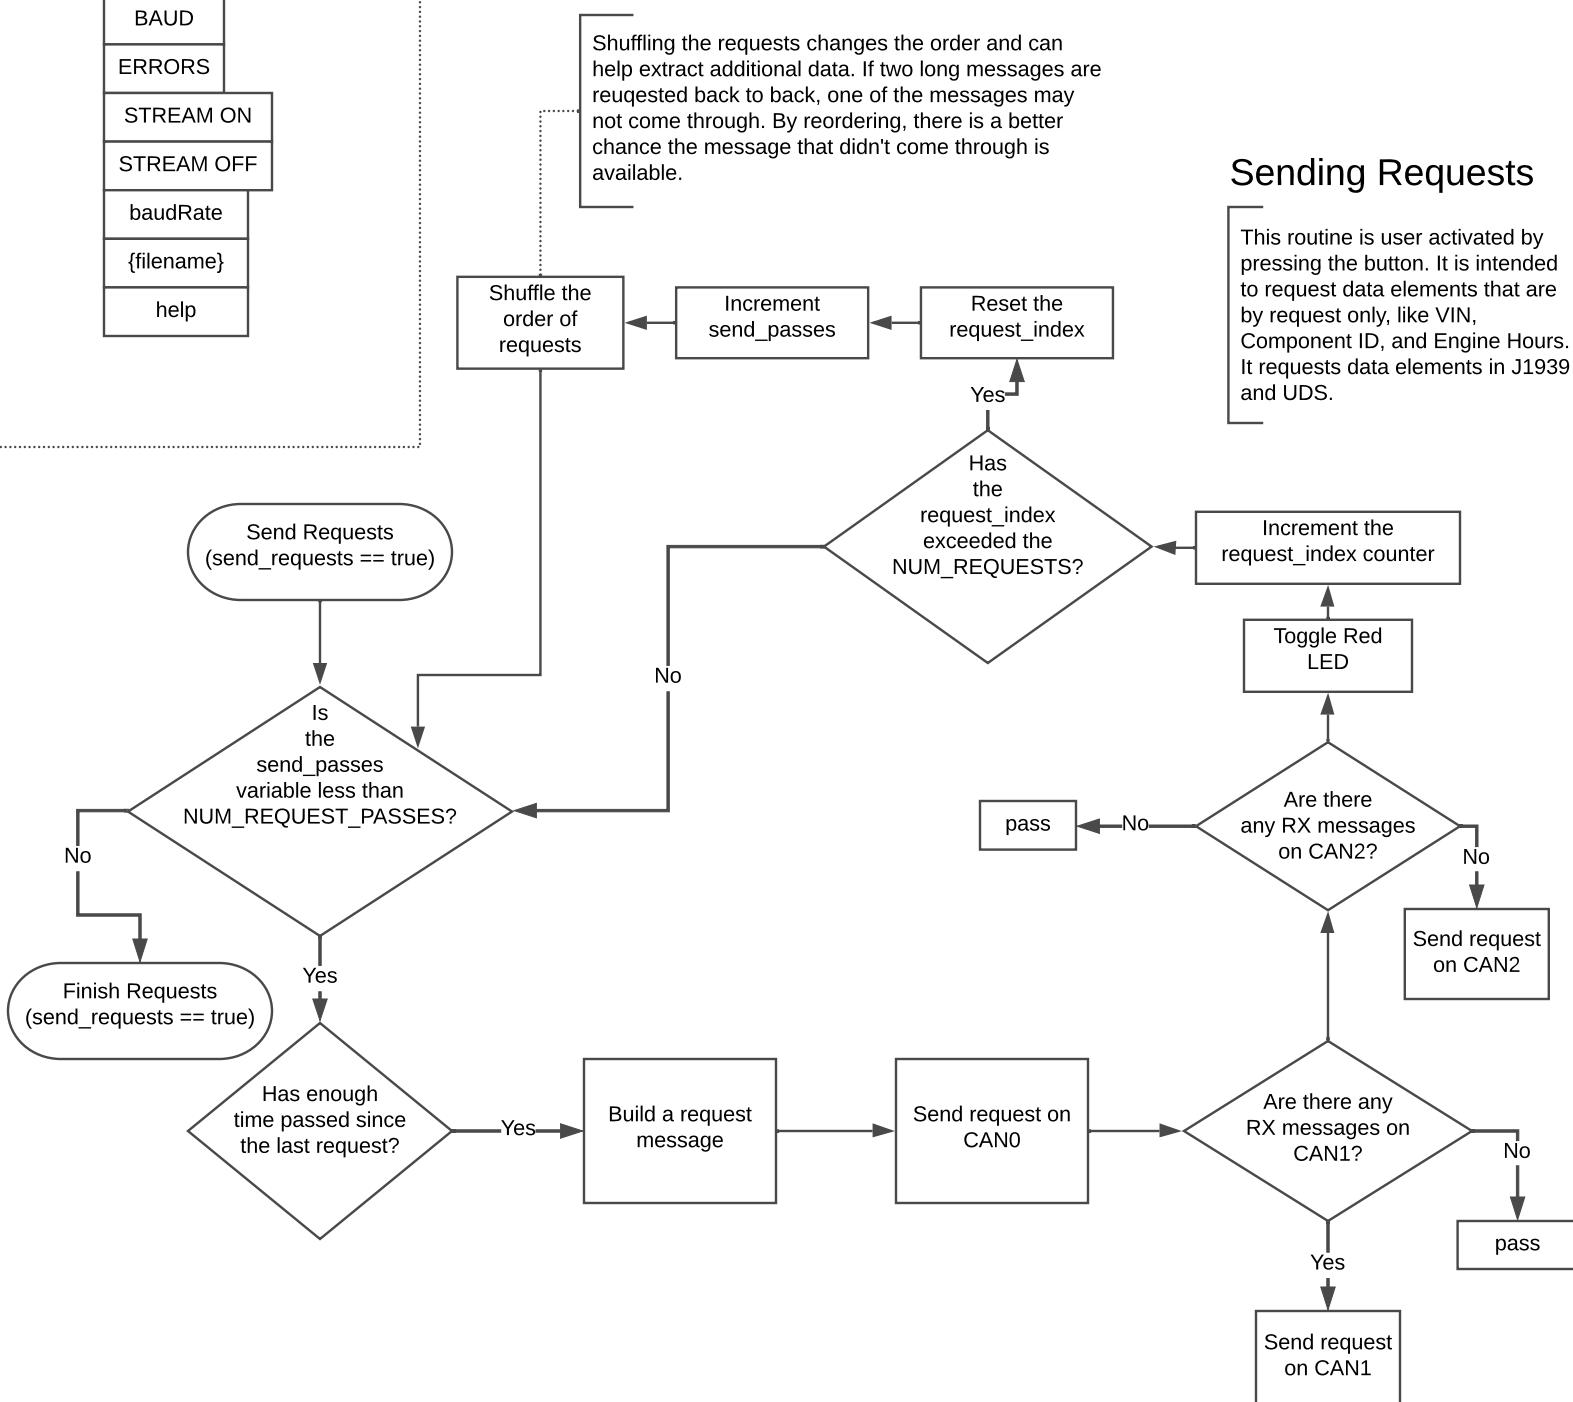 BAUD
ERRORS
STREAM ON
STREAM OFF
baudRate
{filename}
help
Shuffling the requests changes the order and can
help extract additional data. If two long messages are
reuqested back to back, one of the messages may
not come through. By reordering, there is a better
chance the message that didn't come through is
available.
Sending Requests
This routine is user activated by
pressing the button. It is intended
to request data elements that are
by request only, like VIN,
Component ID, and Engine Hours.
It requests data elements in J1939
and UDS.
Shuffle the
order of
requests
Increment
send_passes
Reset the
request_index
Yes
Has
the
request_index
exceeded the
NUM_REQUESTS?
Increment the
request_index counter
Toggle Red
LED
No
Send Requests
(send_requests == true)
Is
the
send_passes
variable less than
NUM_REQUEST_PASSES?
No
Finish Requests
(send_requests == true)
Yes
Has enough
time passed since
the last request?
Yes
Build a request
message
Send request on
CAN0
Are there any
RX messages on
CAN1?
No
pass
Yes
Send request
on CAN1
Are there
any RX messages
on CAN2?
No
pass
No
Send request
on CAN2